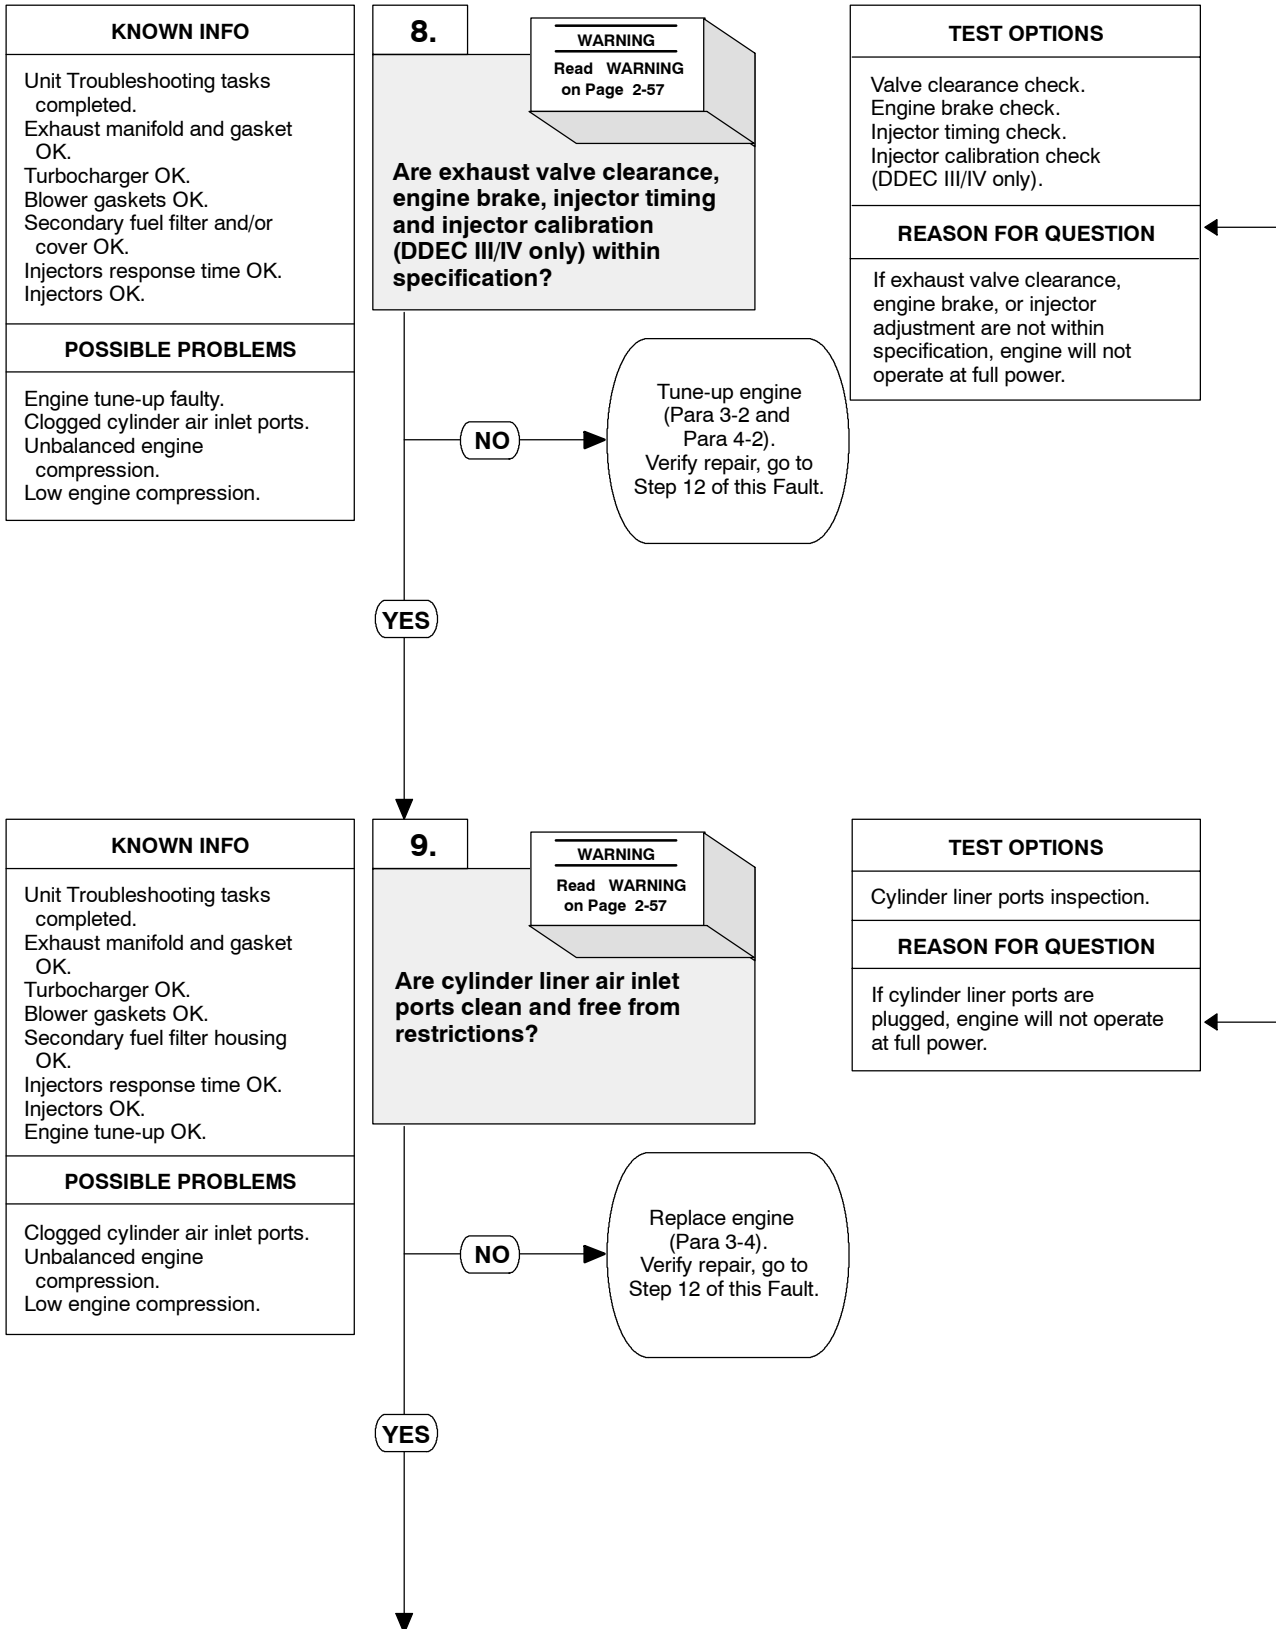 KNOWN INFO
Unit Troubleshooting tasks
completed.
Exhaust manifold and gasket
OK.
Turbocharger OK.
Blower gaskets OK.
Secondary fuel filter and/or
cover OK.
Injectors response time OK.
Injectors OK.
POSSIBLE PROBLEMS
Engine tune-up faulty.
Clogged cylinder air inlet ports.
Unbalanced engine
compression.
Low engine compression.
8.
WARNING
Read WARNING
on Page 2-57
Are exhaust valve clearance,
engine brake, injector timing
and injector calibration
(DDEC III/IV only) within
specification?
TEST OPTIONS
Valve clearance check.
Engine brake check.
Injector timing check.
Injector calibration check
(DDEC III/IV only).
REASON FOR QUESTION
If exhaust valve clearance,
engine brake, or injector
adjustment are not within
specification, engine will not
operate at full power.
NO
Tune-up engine
(Para 3-2 and
Para 4-2).
Verify repair, go to
Step 12 of this Fault.
YES
KNOWN INFO
Unit Troubleshooting tasks
completed.
Exhaust manifold and gasket
OK.
Turbocharger OK.
Blower gaskets OK.
Secondary fuel filter housing
OK.
Injectors response time OK.
Injectors OK.
Engine tune-up OK.
POSSIBLE PROBLEMS
Clogged cylinder air inlet ports.
Unbalanced engine
compression.
Low engine compression.
9.
WARNING
Read WARNING
on Page 2-57
Are cylinder liner air inlet
ports clean and free from
restrictions?
TEST OPTIONS
Cylinder liner ports inspection.
REASON FOR QUESTION
If cylinder liner ports are
plugged, engine will not operate
at full power.
NO
Replace engine
(Para 3-4).
Verify repair, go to
Step 12 of this Fault.
YES